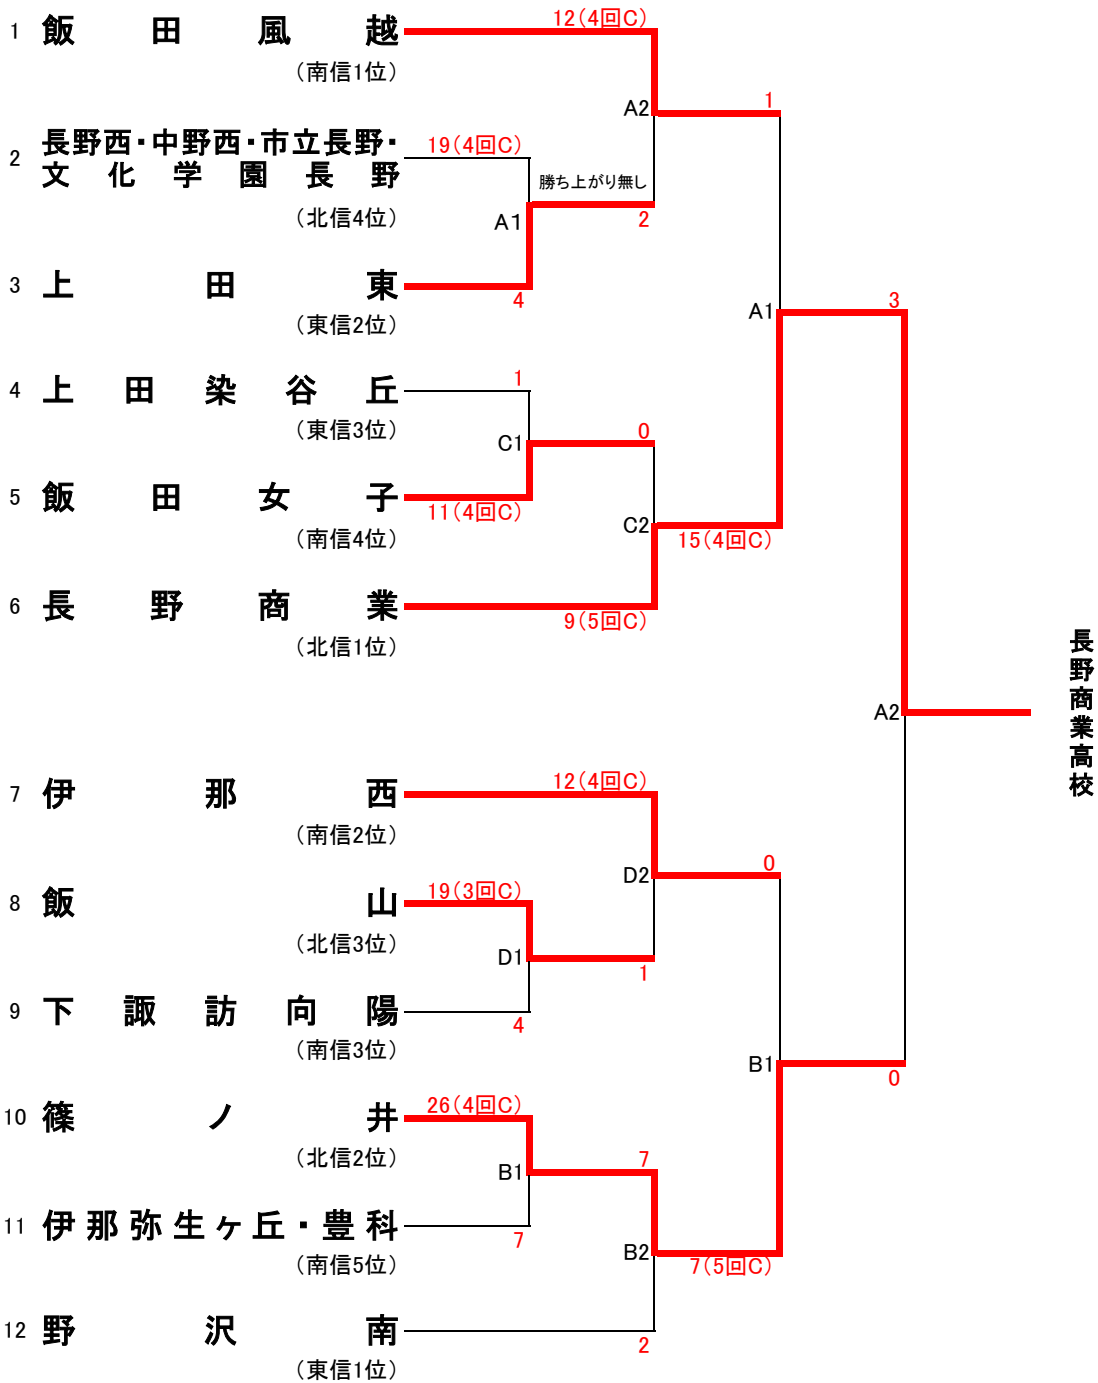 12(4回C)
1 飯田風越
(南信1位)
A2
1
2 長野西・中野西・市立長野・
文化学園長野
(北信4位)
19(4回C)
勝ち上がり無し
A1
2
3 上田東
(東信2位)
4
A1
3
4 上田染谷丘
(東信3位)
1
C1
0
5 飯田女子
(南信4位)
11(4回C)
C2
15(4回C)
6 長野商業
(北信1位)
9(5回C)
長野商業高校
A2
7 伊那西
(南信2位)
12(4回C)
D2
0
8 飯山
(北信3位)
19(3回C)
D1
1
9 下諏訪向陽
(南信3位)
4
B1
0
10 篠ノ井
(北信2位)
26(4回C)
B1
7
11 伊那弥生ヶ丘・豊科
(南信5位)
7
B2
7(5回C)
12 野沢南
(東信1位)
2